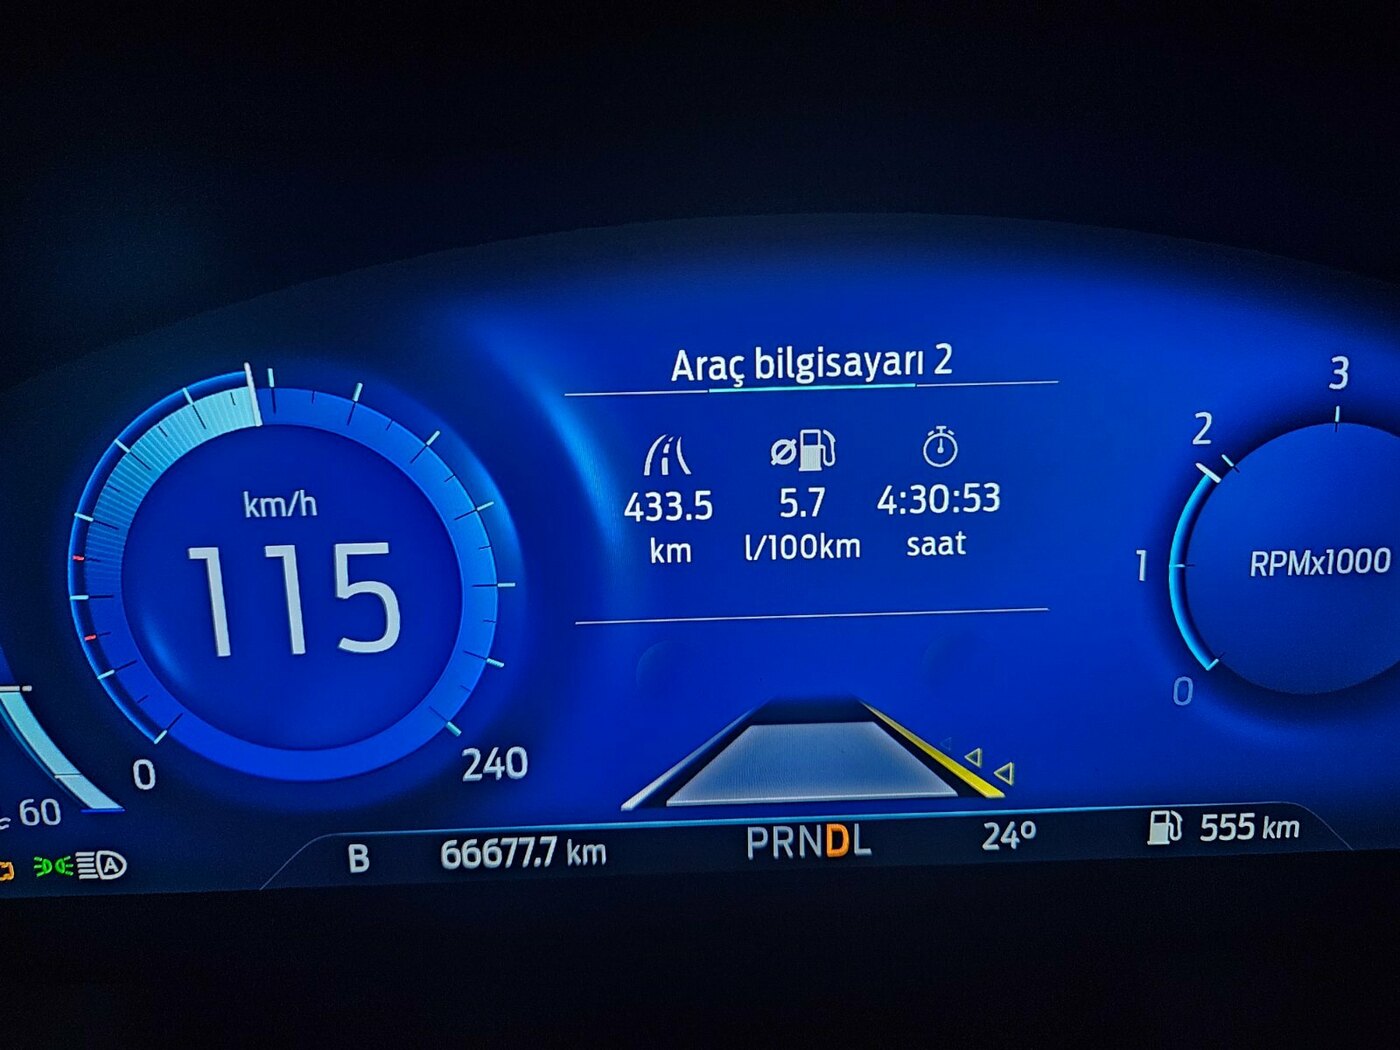 Araç bilgisayarı 2
433.5 5.7 4:30:53
km l/100km saat
km/h
115
0
240
3
2
1
0
RPMx1000
60
B 66677.7 km PRNDL 24° 555 km
A